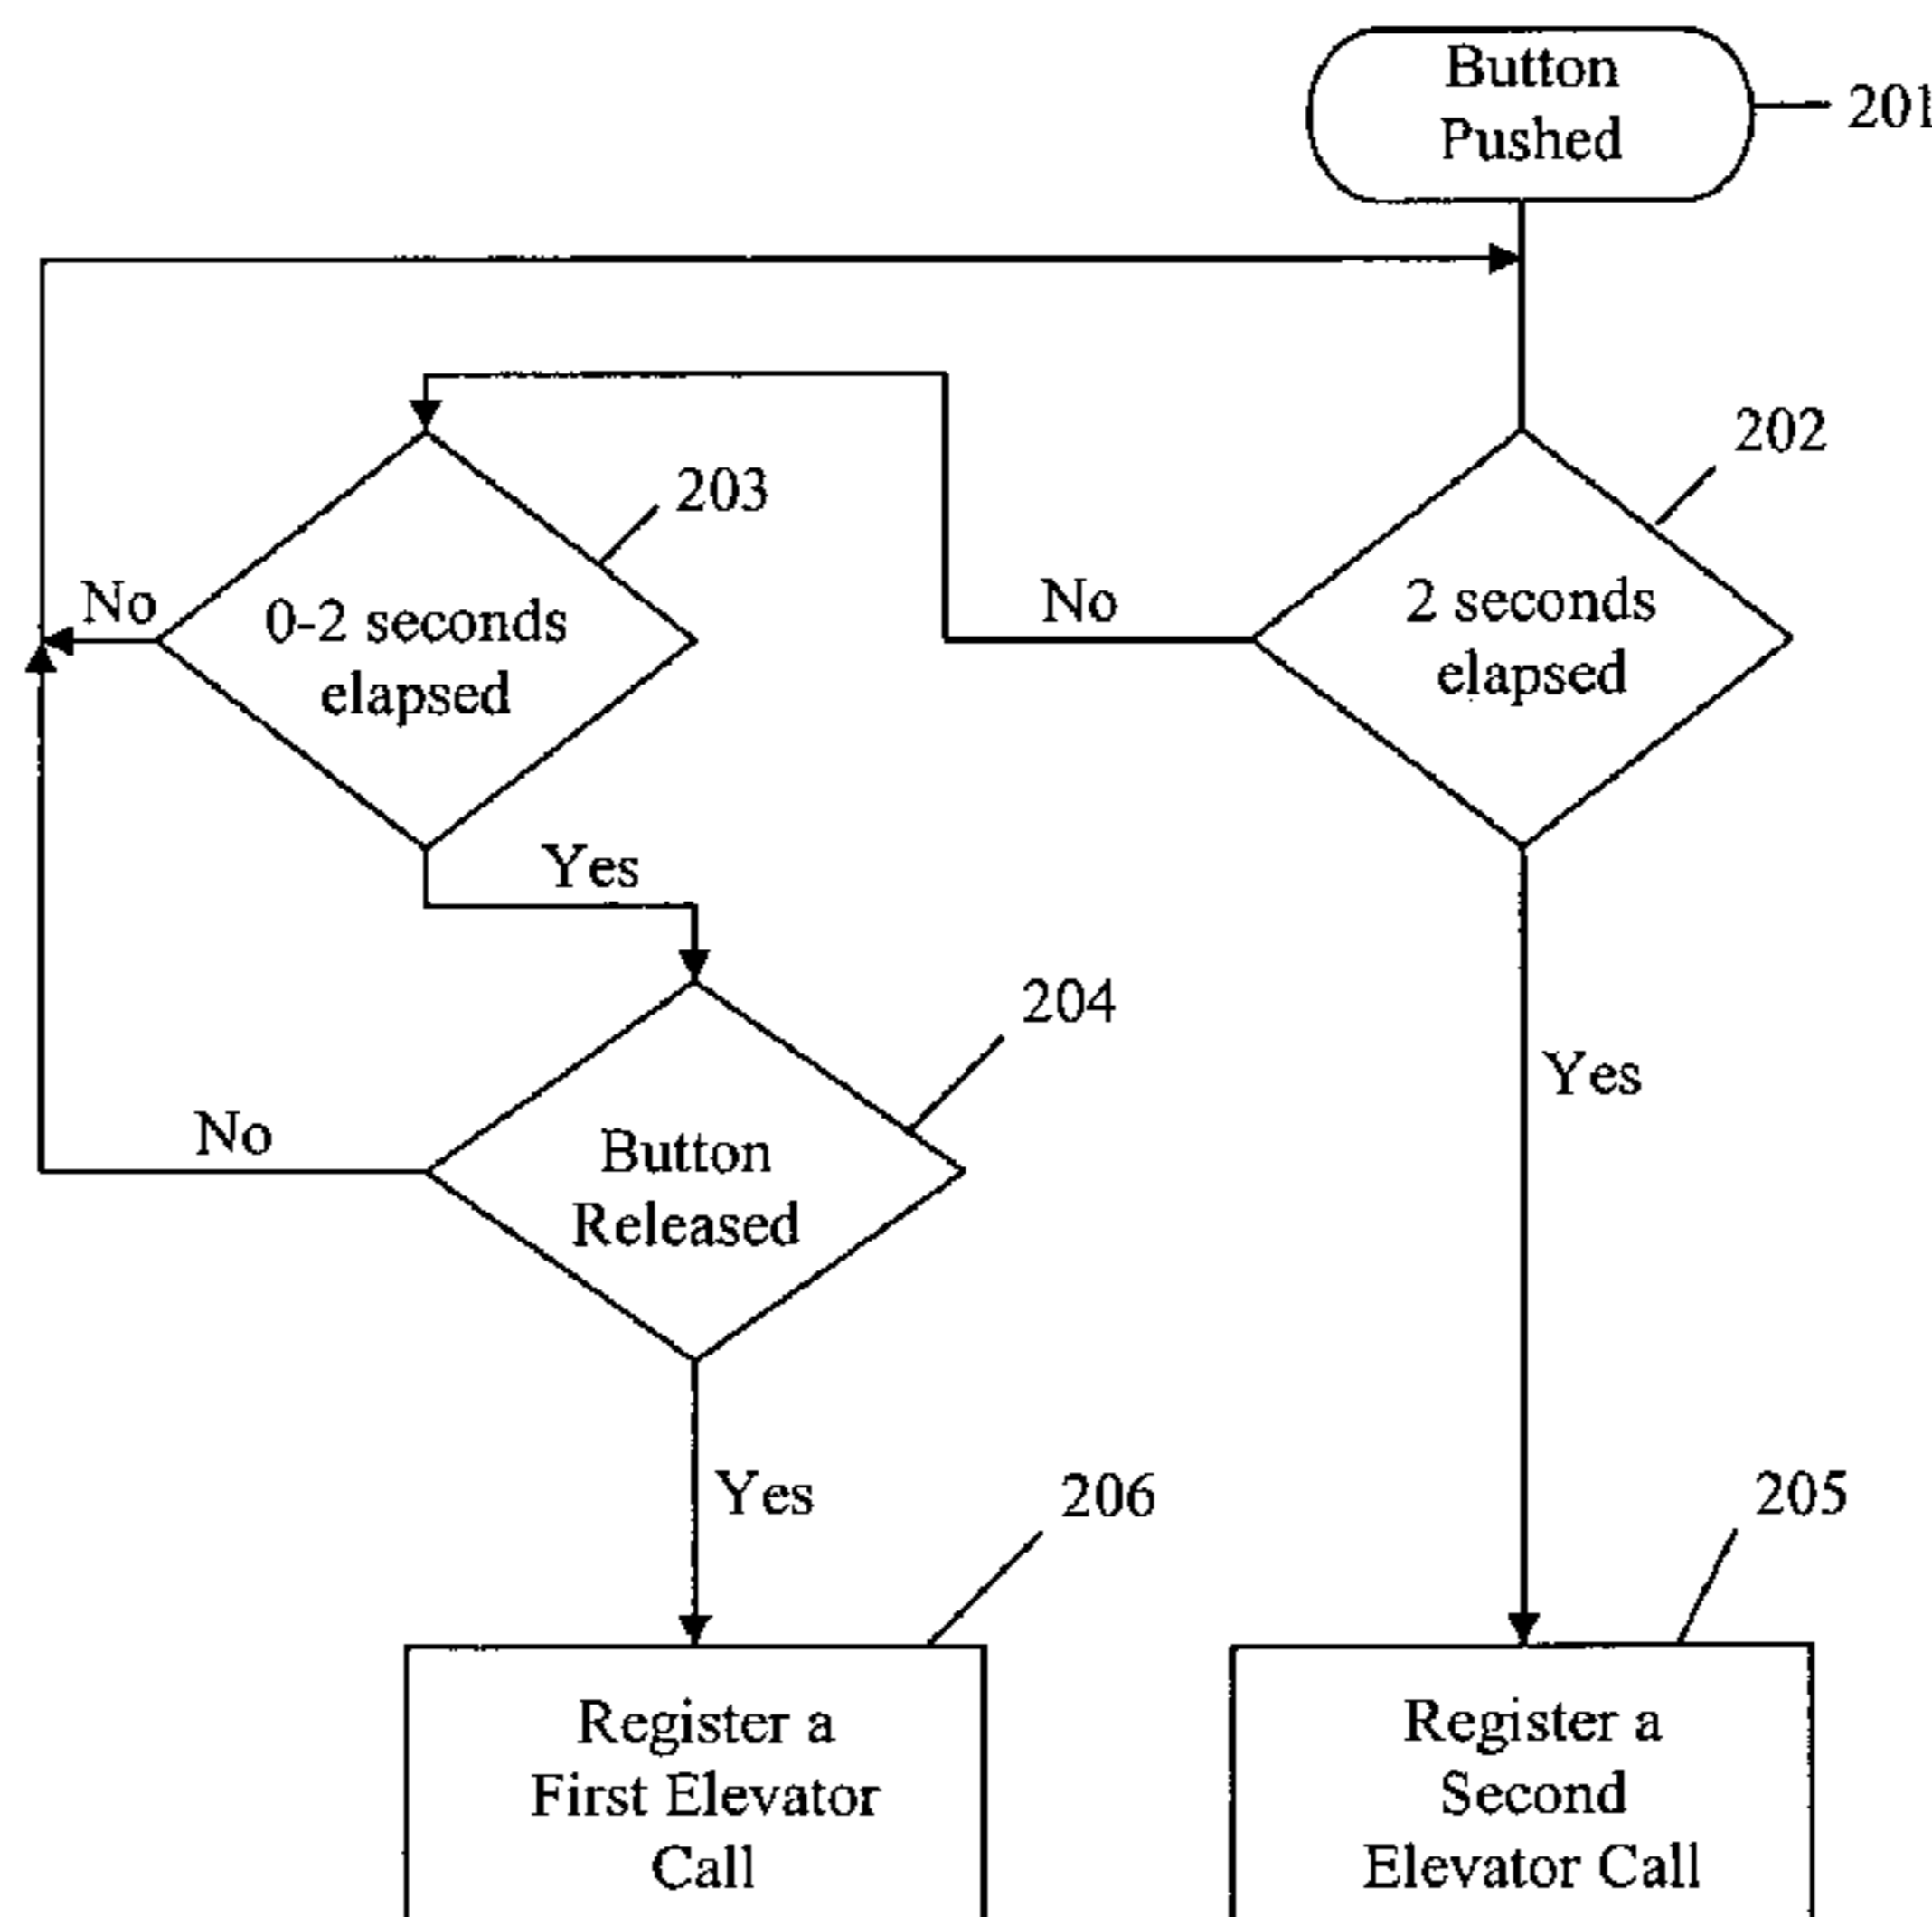 Button
Pushed
201
202
203
No
2 seconds
elapsed
No
0-2 seconds
elapsed
Yes
204
Yes
No
Button
Released
Yes
206
205
Register a
First Elevator
Call
Register a
Second
Elevator Call